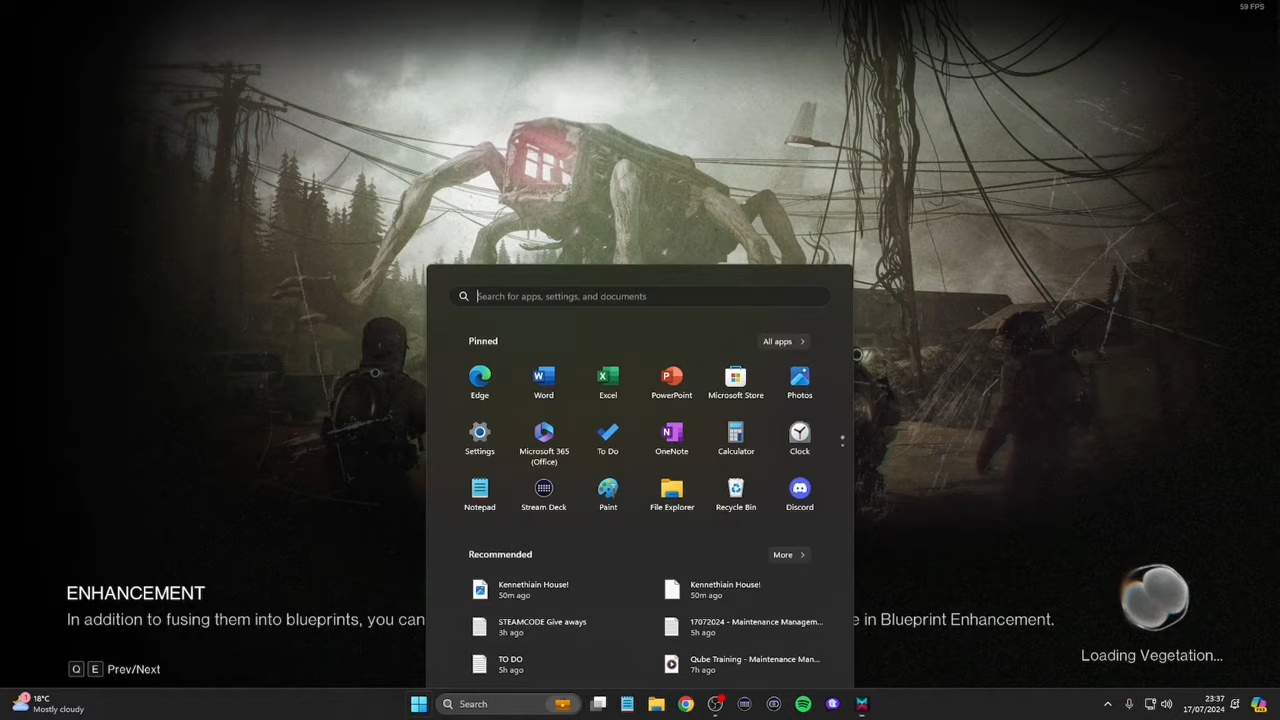 59 FPS
Search for apps, settings, and documents
Pinned
All apps
Edge
Word
Excel
PowerPoint
Microsoft Store
Photos
Settings
Microsoft 365
(Office)
To Do
OneNote
Calculator
Clock
Notepad
Stream Deck
Paint
File Explorer
Recycle Bin
Discord
Recommended
More
Kennethiain House!
50m ago
Kennethiain House!
50m ago
STEAMCODE Give aways
3h ago
17072024 - Maintenance Managem...
5h ago
TO DO
5h ago
Qube Training - Maintenance Man...
7h ago
ENHANCEMENT
In addition to fusing them into blueprints, you can e in Blueprint Enhancement.
Q E Prev/Next
Loading Vegetation...
1
18°C
Mostly cloudy
Search
23:37
17/07/2024